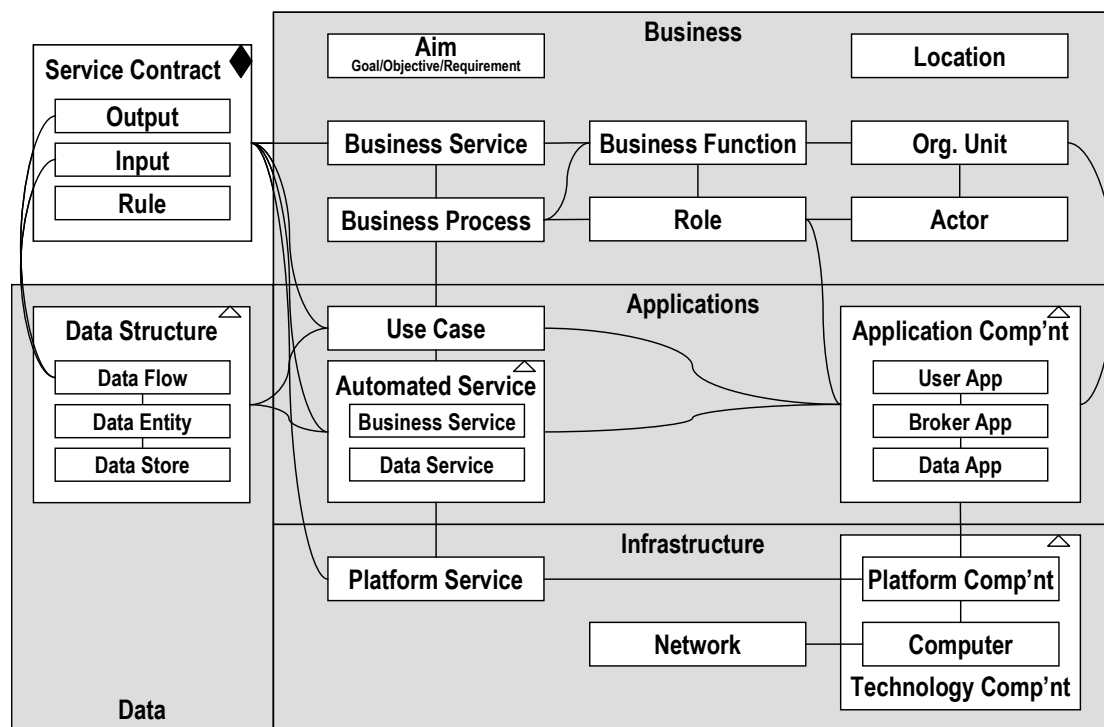 Business
Service Contract
Output
Input
Rule
Aim
Goal/Objective/Requirement
Location
Business Service
Business Function
Org. Unit
Business Process
Role
Actor
Applications
Data Structure
Data Flow
Data Entity
Data Store
Use Case
Automated Service
Business Service
Data Service
Application Comp'nt
User App
Broker App
Data App
Infrastructure
Platform Service
Platform Comp'nt
Network
Computer
Technology Comp'nt
Data